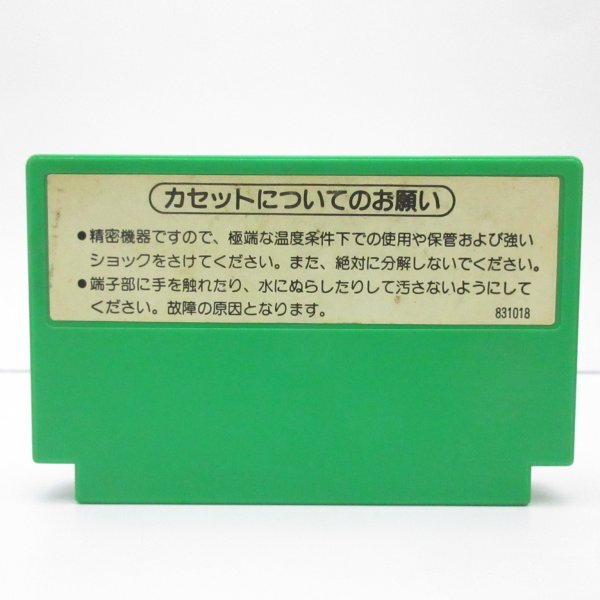 カセットについてのお願い
●精密機器ですので、極端な温度条件下での使用や保管および強い
ショックをさけてください。また、絶対に分解しないでください。
●端子部に手を触れたり、水にぬらしたりして汚さないようにして
ください。故障の原因となります。
831018